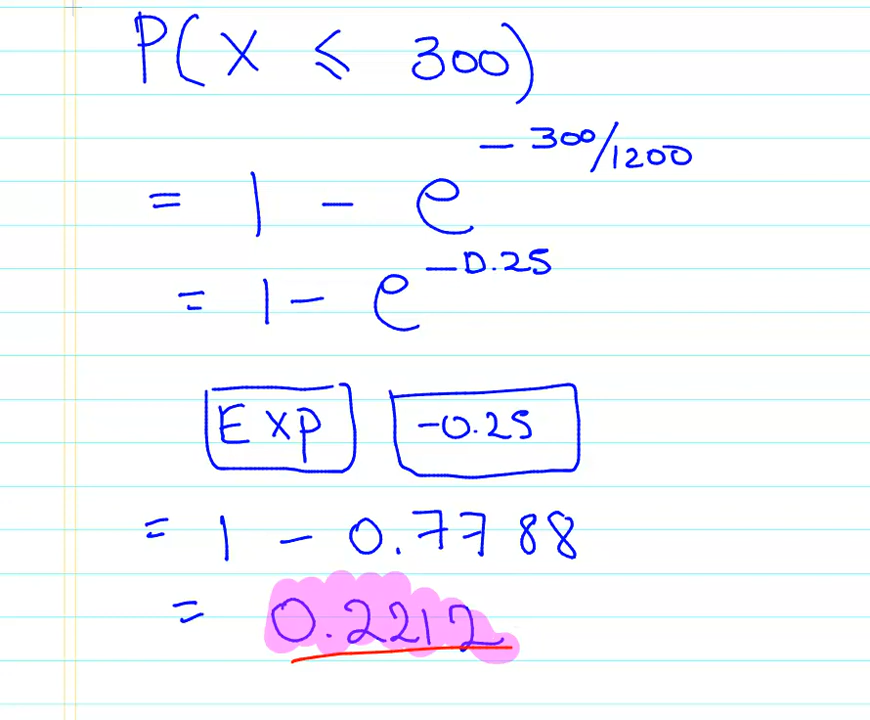 P(X ⩽ 300)
= 1 - e^{-300/1200}
= 1 - e^{-0.25}
EXP -0.25
= 1 - 0.7788
= 0.2212